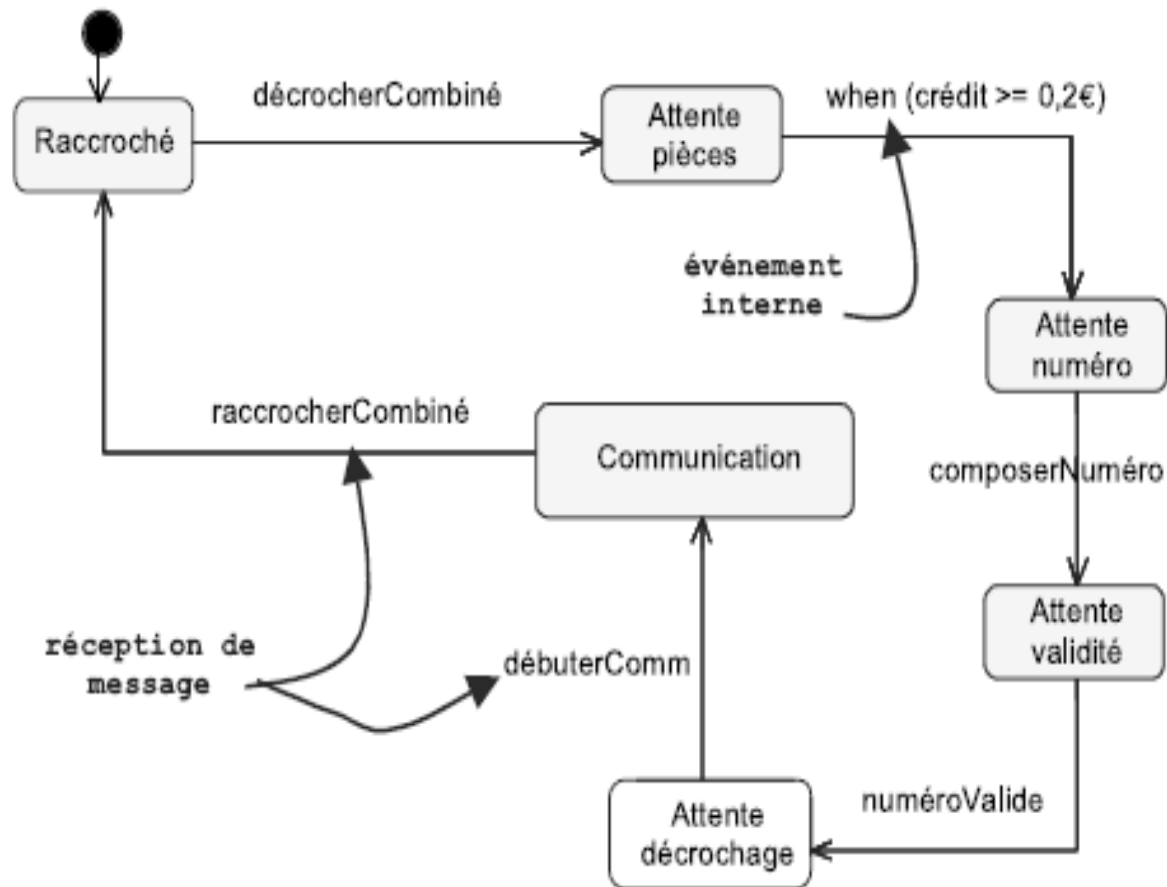 décrocherCombiné
Raccroché
Attente
pièces
when (crédit >= 0,2€)
événement
interne
Attente
numéro
raccrocherCombiné
Communication
composerNuméro
Attente
validité
réception de
message
débuterComm
numéroValide
Attente
décrochage